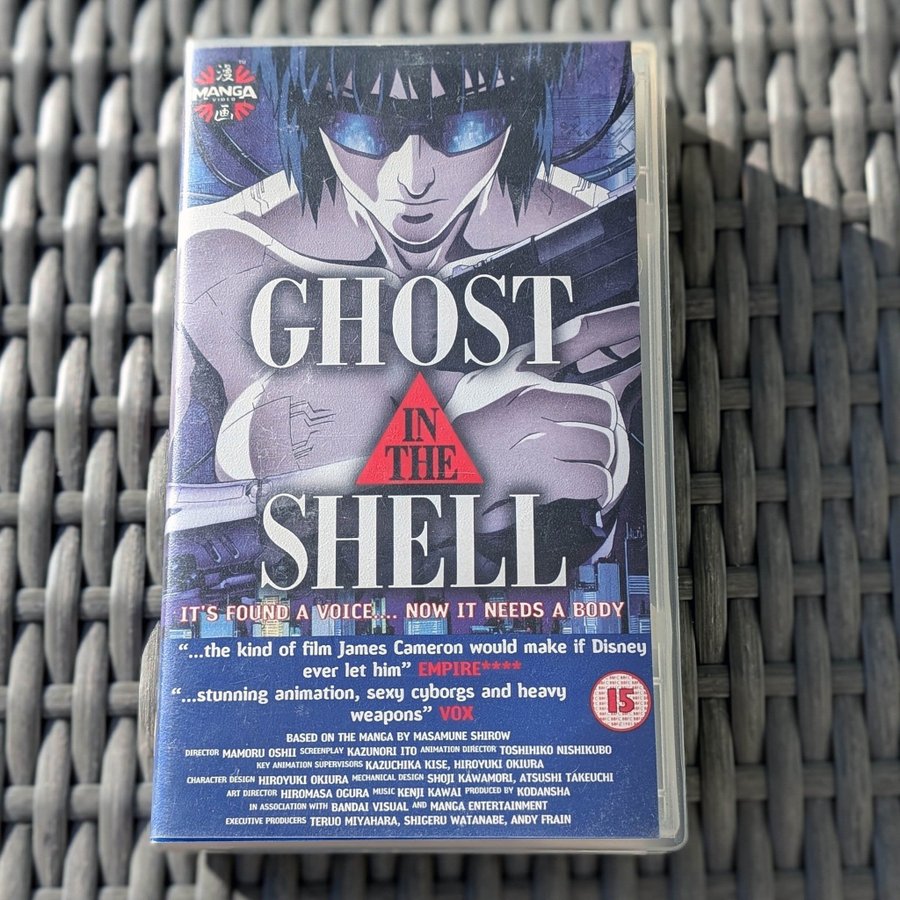 漫
TM
MANGA
VIDEO
画
GHOST
IN
THE
SHELL
IT'S FOUND A VOICE.... NOW IT NEEDS A BODY
“...the kind of film James Cameron would make if Disney
ever let him” EMPIRE****
“...stunning animation, sexy cyborgs and heavy
weapons” VOX
15
BASED ON THE MANGA BY MASAMUNE SHIROW
DIRECTOR MAMORU OSHII SCREENPLAY KAZUNORI ITO ANIMATION DIRECTOR TOSHIHIKO NISHIKUBO
KEY ANIMATION SUPERVISORS KAZUCHIKA KISE, HIROYUKI OKIURA
CHARACTER DESIGN HIROYUKI OKIURA MECHANICAL DESIGN SHOJI KAWAMORI, ATSUSHI TAKEUCHI
ART DIRECTOR HIROMASA OGURA MUSIC KENJI KAWAI PRODUCED BY KODANSHA
IN ASSOCIATION WITH BANDAI VISUAL AND MANGA ENTERTAINMENT
EXECUTIVE PRODUCERS TERUO MIYAHARA, SHIGERU WATANABE, ANDY FRAIN